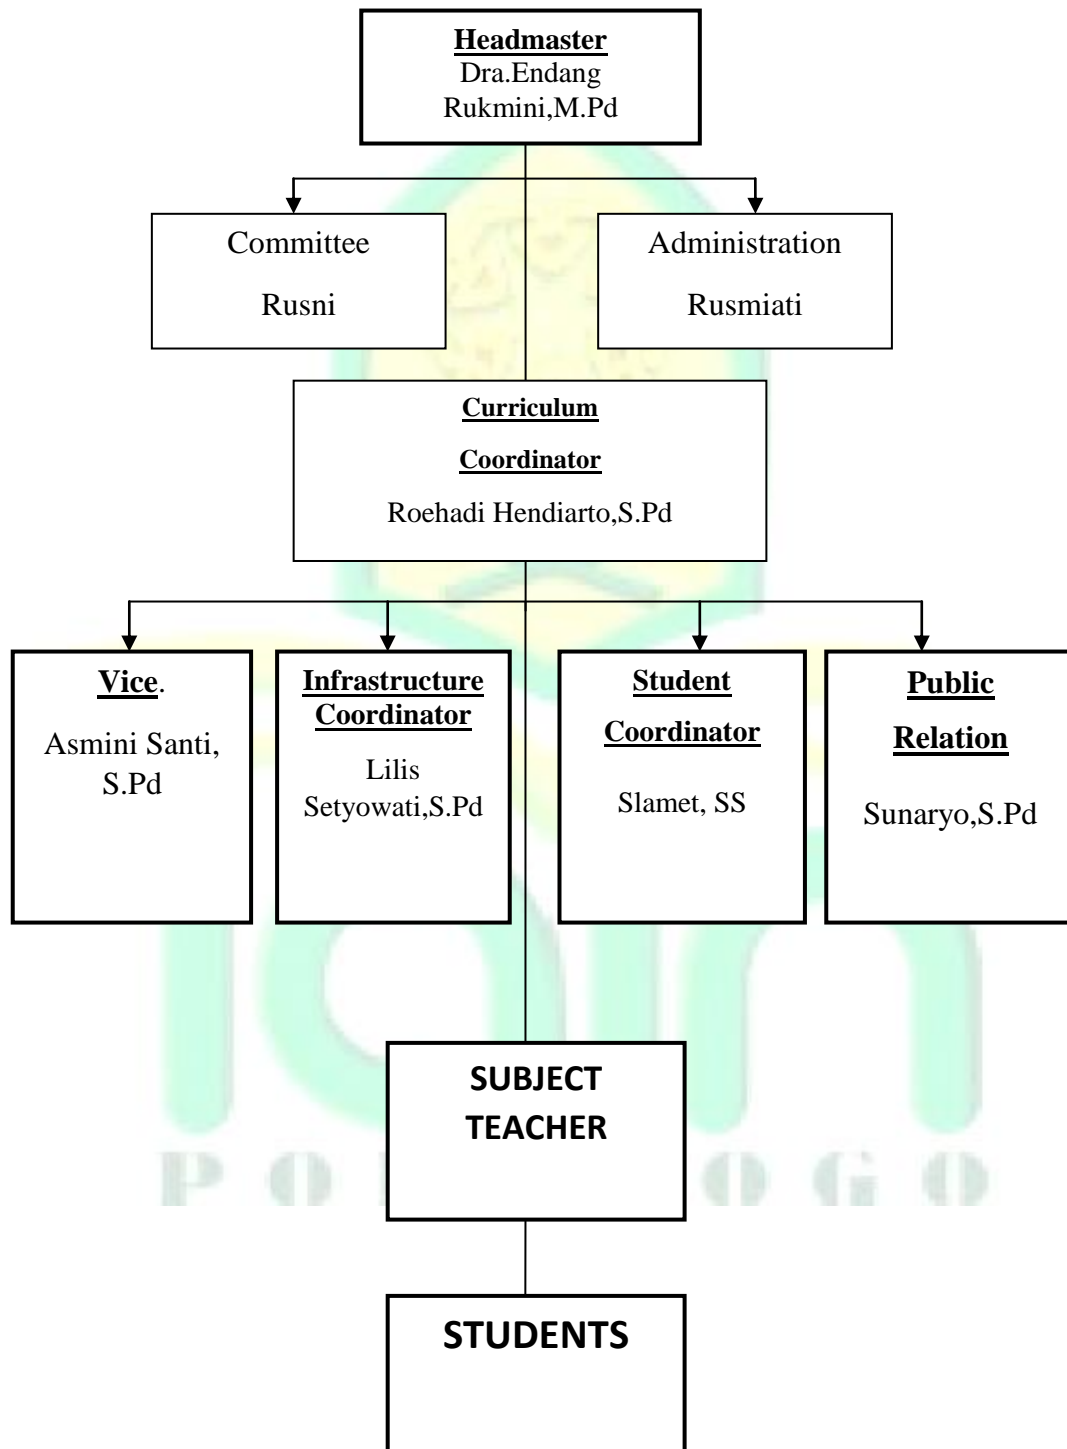 Headmaster
Dra.Endang
Rukmini,M.Pd
Committee
Rusni
Administration
Rusmiati
Curriculum
Coordinator
Roehadi Hendiarto,S.Pd
Vice.
Asmini Santi,
S.Pd
Infrastructure
Coordinator
Lilis
Setyowati,S.Pd
Student
Coordinator
Slamet, SS
Public
Relation
Sunaryo,S.Pd
iain
SUBJECT
TEACHER
STUDENTS